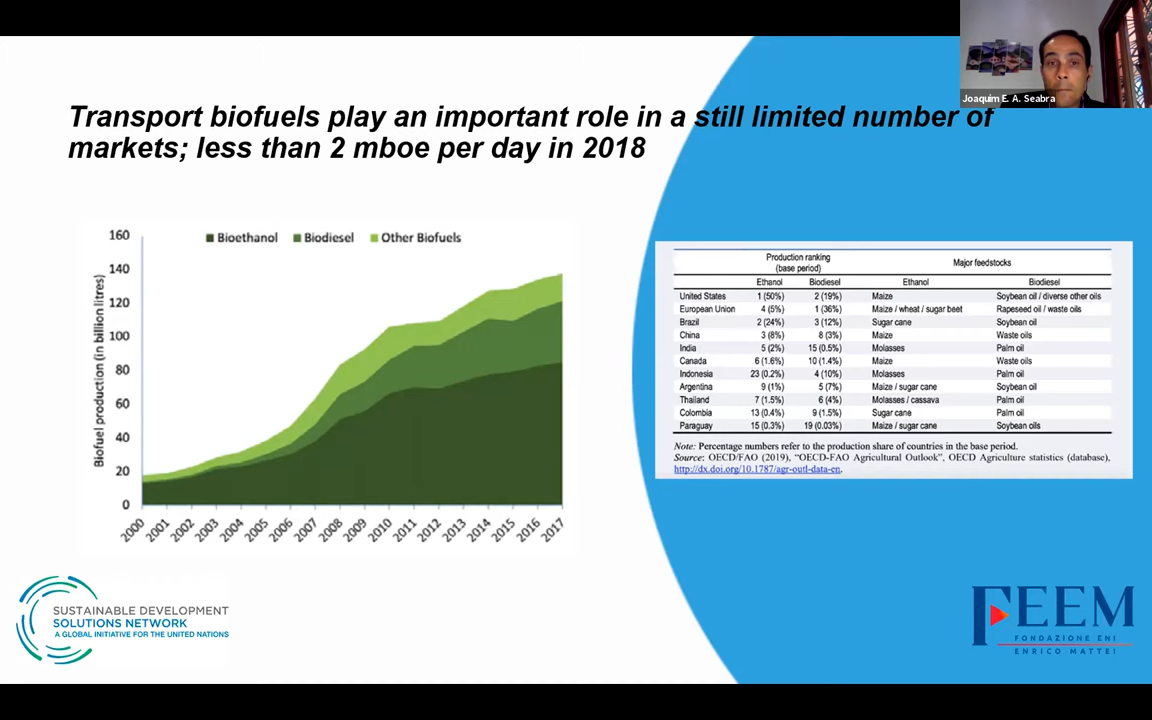 Joaquim E. A. Seabra
Transport biofuels play an important role in a still limited number of
markets; less than 2 mboe per day in 2018
Bioethanol Biodiesel Other Biofuels
Biofuel production (in billion litres)
160
140
120
100
80
60
40
20
0
2000 2001 2002 2003 2004 2005 2006 2007 2008 2009 2010 2011 2012 2013 2014 2015 2016 2017
Production ranking
(base period)
Major feedstocks
Ethanol Biodiesel Ethanol Biodiesel
United States 1 (50%) 2 (19%) Maize Soybean oil / diverse other oils
European Union 4 (5%) 1 (36%) Maize / wheat / sugar beet Rapeseed oil / waste oils
Brazil 2 (24%) 3 (12%) Sugar cane Soybean oil
China 3 (8%) 8 (3%) Maize Waste oils
India 5 (2%) 15 (0.5%) Molasses Palm oil
Canada 6 (1.6%) 10 (1.4%) Maize Waste oils
Indonesia 23 (0.2%) 4 (10%) Molasses Palm oil
Argentina 9 (1%) 5 (7%) Maize / sugar cane Soybean oil
Thailand 7 (1.5%) 6 (4%) Molasses / cassava Palm oil
Colombia 13 (0.4%) 9 (1.5%) Sugar cane Palm oil
Paraguay 15 (0.3%) 19 (0.03%) Maize / sugar cane Soybean oils
Note: Percentage numbers refer to the production share of countries in the base period.
Source: OECD/FAO (2019), “OECD-FAO Agricultural Outlook”, OECD Agriculture statistics (database),
http://dx.doi.org/10.1787/agr-outl-data-en.
SUSTAINABLE DEVELOPMENT
SOLUTIONS NETWORK
A GLOBAL INITIATIVE FOR THE UNITED NATIONS
FEEM
FONDAZIONE ENI
ENRICO MATTEI